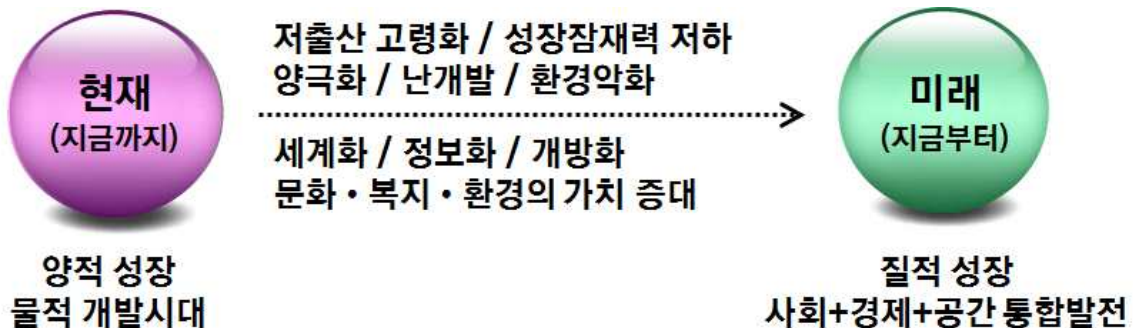 현재
(지금까지)
양적 성장
물적 개발시대
저출산 고령화 / 성장잠재력 저하
양극화 / 난개발 / 환경악화
세계화 / 정보화 / 개방화
문화・복지・환경의 가치 증대
미래
(지금부터)
질적 성장
사회+경제+공간 통합발전